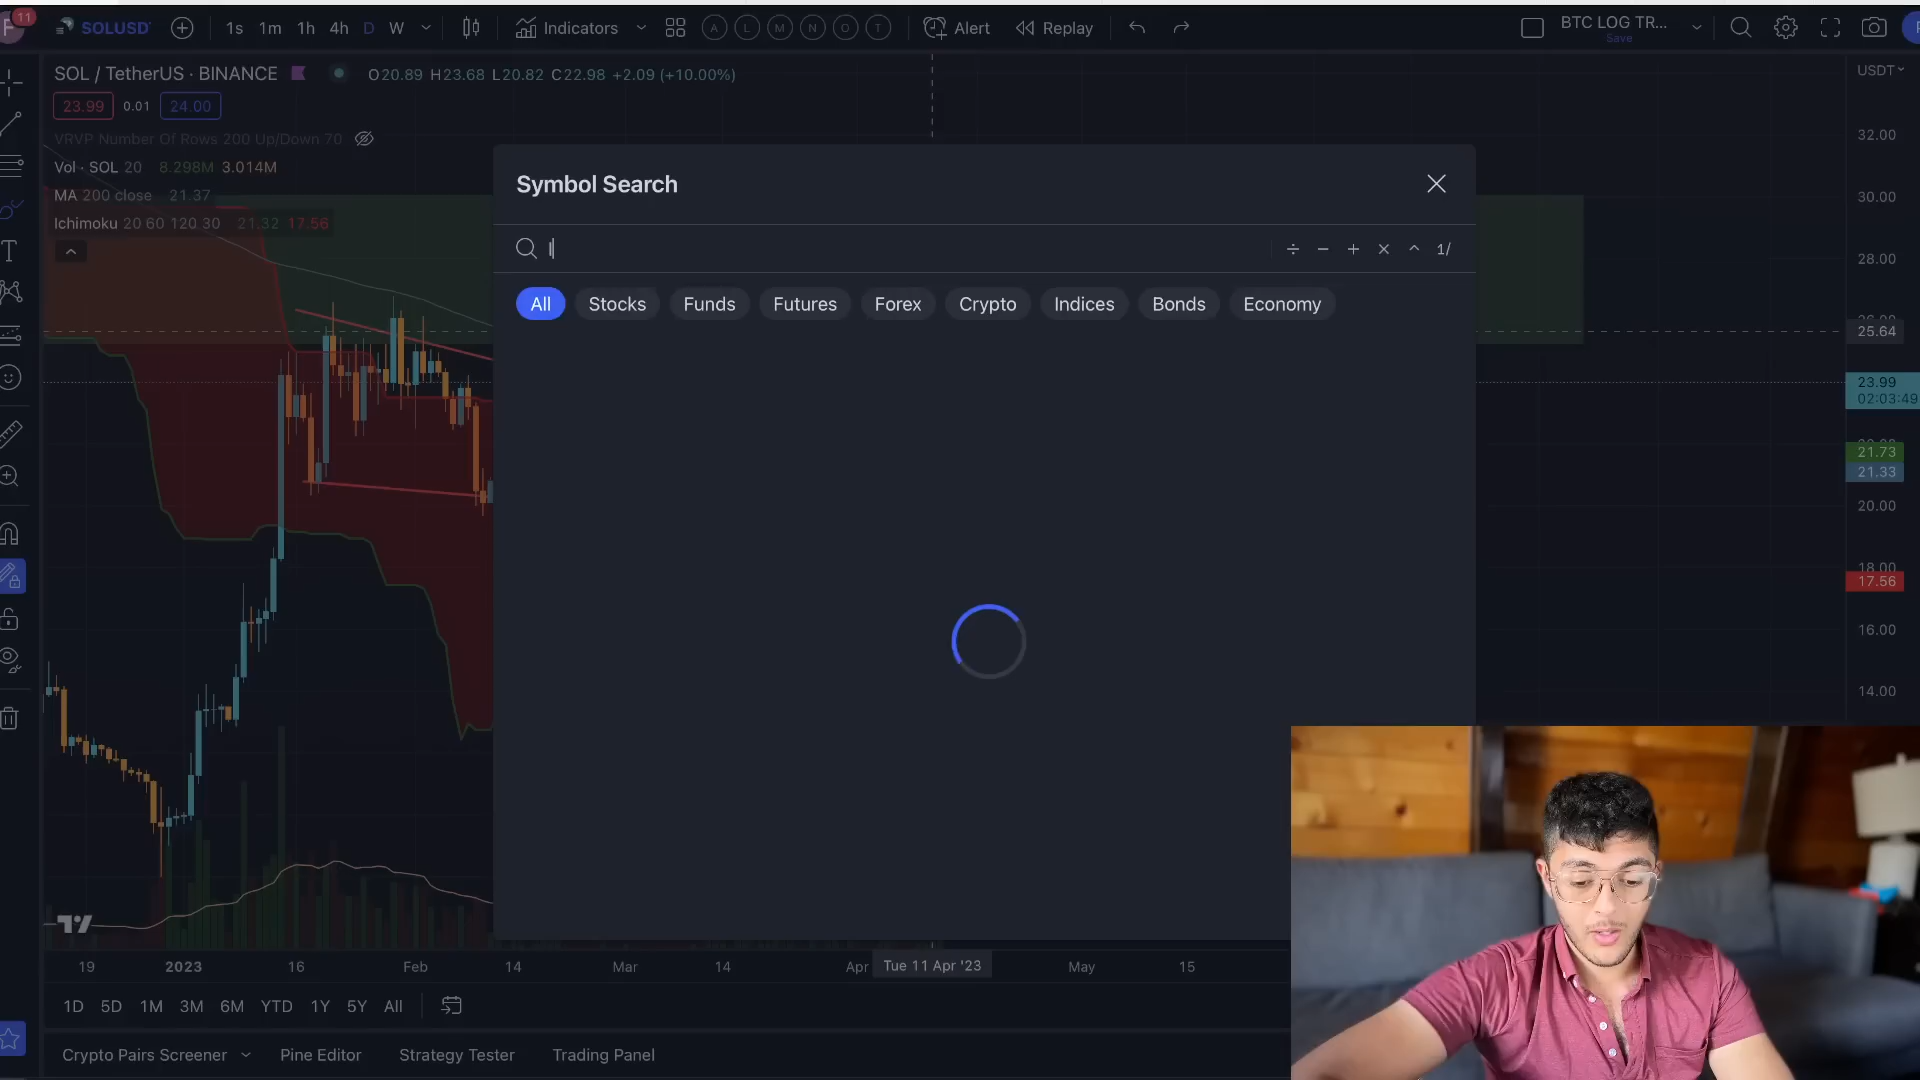 11
SOLUSD
1s 1m 1h 4h D W Indicators A L M N O T Alert Replay BTC LOG TR...
Save
SOL / TetherUS · BINANCE O20.89 H23.68 L20.82 C22.98 +2.09 (+10.00%)
USDT
23.99 0.01 24.00
VRVP Number Of Rows 200 Up/Down 70
Vol · SOL 20 8.298M 3.014M
MA 200 close 21.37
Ichimoku 20 60 120 30 21.32 17.56
Symbol Search
÷ − + × ^ 1/
All Stocks Funds Futures Forex Crypto Indices Bonds Economy
32.00
30.00
28.00
25.64
23.99
02:03:49
21.73
21.33
20.00
18.00
17.56
16.00
14.00
19 2023 16 Feb 14 Mar 14 Apr Tue 11 Apr '23 May 15
1D 5D 1M 3M 6M YTD 1Y 5Y All
Crypto Pairs Screener Pine Editor Strategy Tester Trading Panel